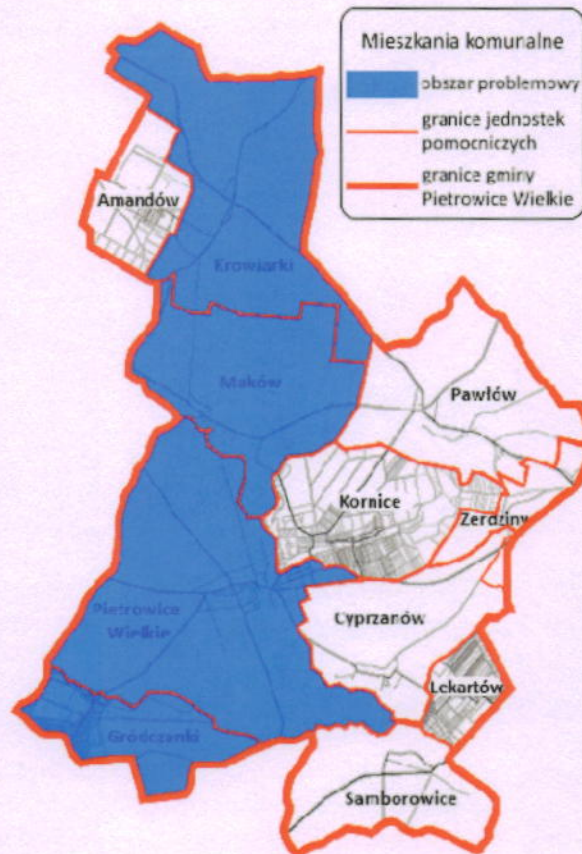 Mieszkania komunalne
obszar problemowy
granice jednostek
pomocniczych
granice gminy
Pietrowice Wielkie
Amandów
Krowiarki
Maków
Pawłów
Kornice
Żerdziny
Pietrowice
Wielkie
Cyprzanów
Lekartów
Gródczanki
Samborowice